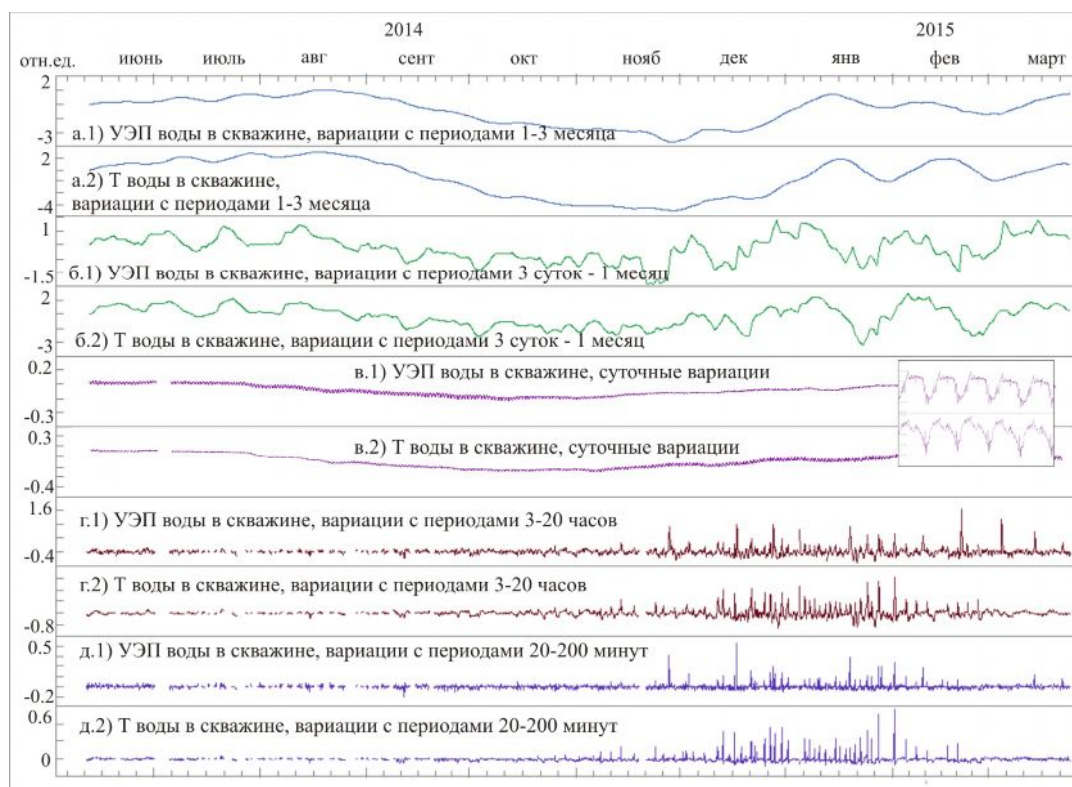 2014 2015
отн.ед. июнь июль авг сент окт нояб дек янв фев март
2
-3
а.1) УЭП воды в скважине, вариации с периодами 1-3 месяца
2
а.2) Т воды в скважине,
-4
вариации с периодами 1-3 месяца
1
-1.5
б.1) УЭП воды в скважине, вариации с периодами 3 суток - 1 месяц
2
-3
б.2) Т воды в скважине, вариации с периодами 3 суток - 1 месяц
0.2
в.1) УЭП воды в скважине, суточные вариации
-0.3
0.3
в.2) Т воды в скважине, суточные вариации
-0.4
1.6
г.1) УЭП воды в скважине, вариации с периодами 3-20 часов
-0.4
г.2) Т воды в скважине, вариации с периодами 3-20 часов
-0.8
0.5
д.1) УЭП воды в скважине, вариации с периодами 20-200 минут
-0.2
0.6
д.2) Т воды в скважине, вариации с периодами 20-200 минут
0